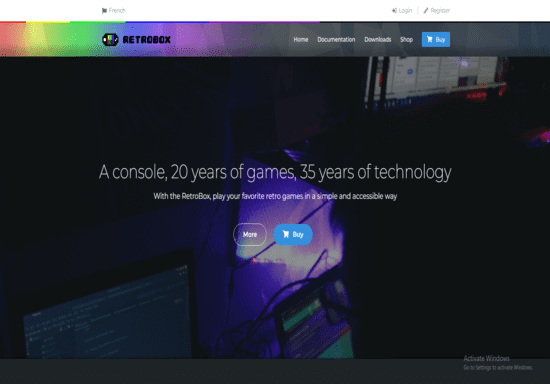 French
Login
Register
RETROBOX
Home
Documentation
Downloads
Shop
Buy
A console, 20 years of games, 35 years of technology
With the RetroBox, play your favorite retro games in a simple and accessible way
More
Buy
Activate Windows
Go to Settings to activate Windows.